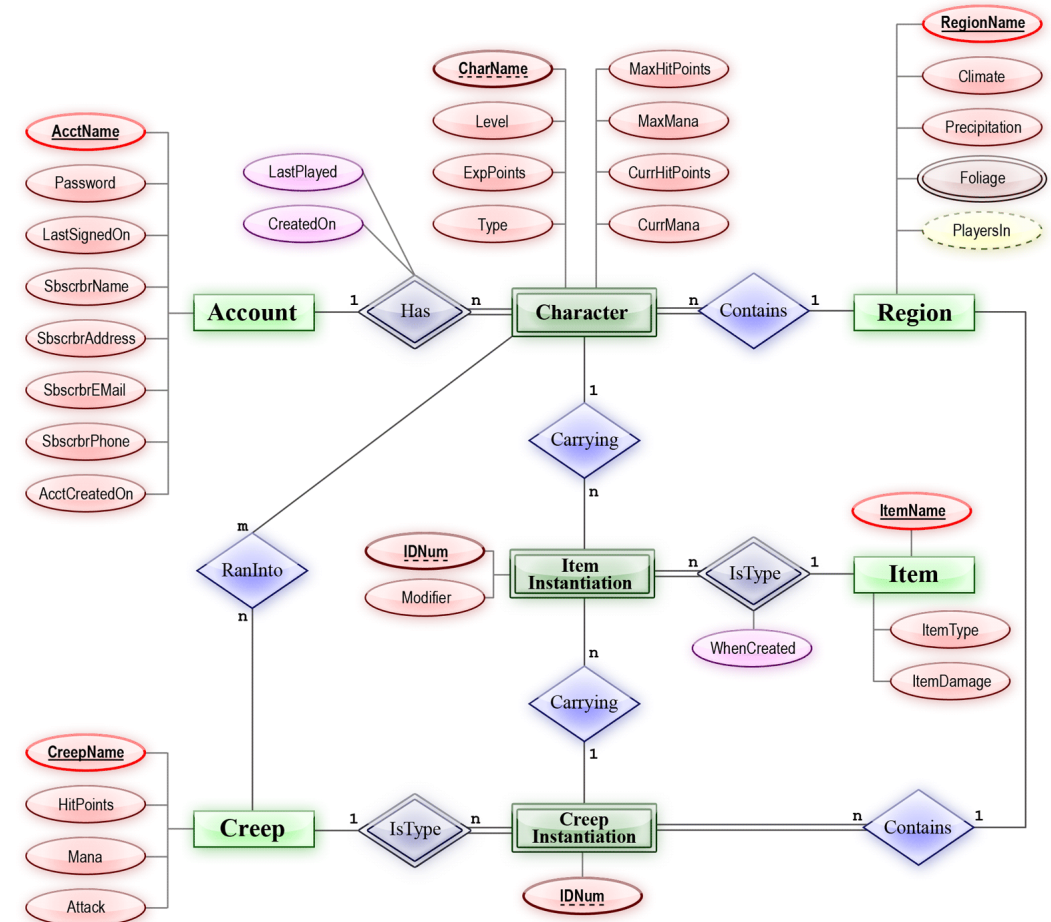 RegionName
Climate
Precipitation
Foliage
PlayersIn
CharName
Level
ExpPoints
Type
MaxHitPoints
MaxMana
CurrHitPoints
CurrMana
AcctName
Password
LastSignedOn
SbscrbrName
SbscrbrAddress
SbscrbrEMail
SbscrbrPhone
AcctCreatedOn
LastPlayed
CreatedOn
Account
1
Has
n
Character
n
Contains
1
Region
1
Carrying
n
m
RanInto
n
IDNum
Modifier
Item
Instantiation
n
IsType
1
Item
WhenCreated
ItemName
ItemType
ItemDamage
n
Carrying
1
CreepName
HitPoints
Mana
Attack
Creep
1
IsType
n
Creep
Instantiation
n
Contains
1
IDNum